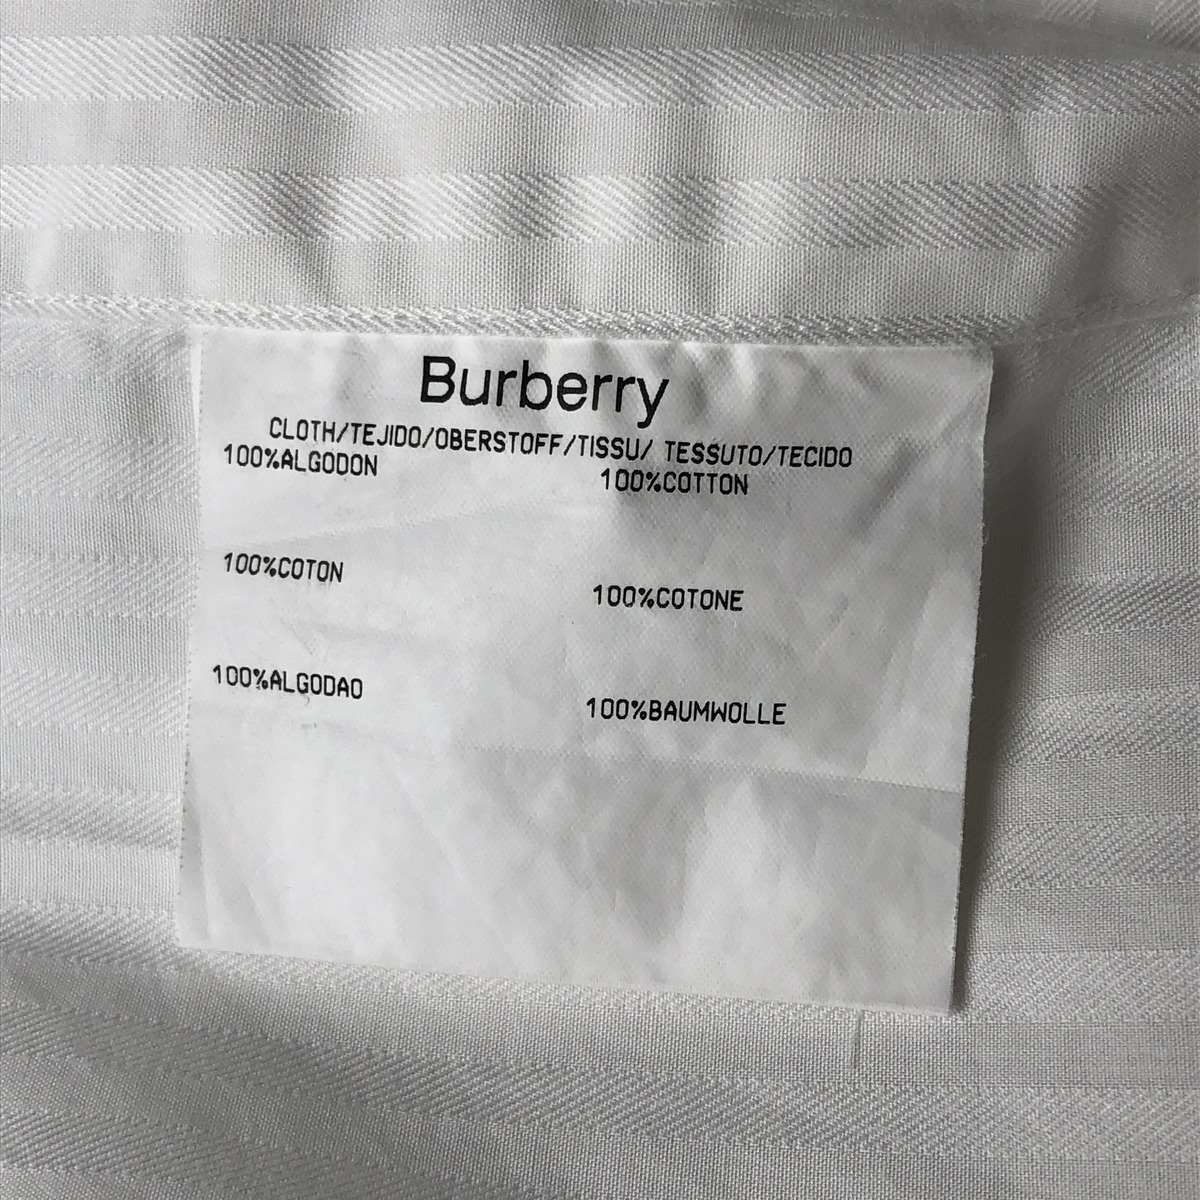 Burberry
CLOTH/TEJIDO/OBERSTOFF/TISSU/ TESSUTO/TECIDO
100%ALGODON
100%COTTON
100%COTON
100%COTONE
100%ALGODAO
100%BAUMWOLLE